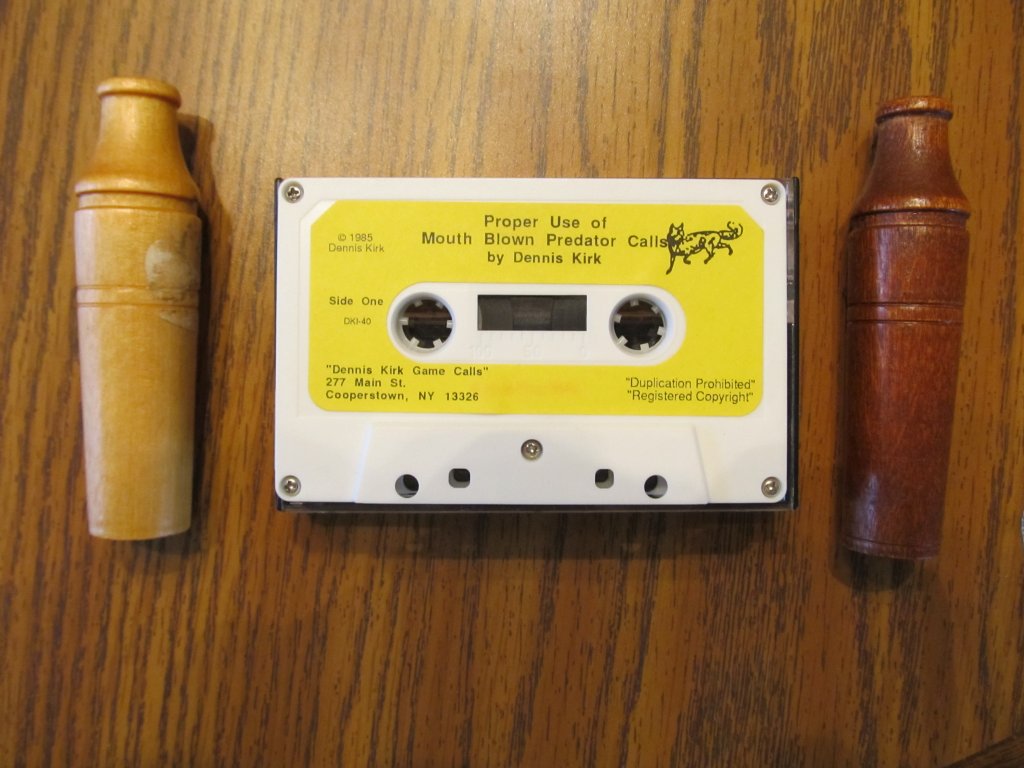 Proper Use of
Mouth Blown Predator Calls
by Dennis Kirk
© 1985
Dennis Kirk
Side One
DKI-40
100 50 0
"Dennis Kirk Game Calls"
277 Main St.
Cooperstown, NY 13326
"Duplication Prohibited"
"Registered Copyright"